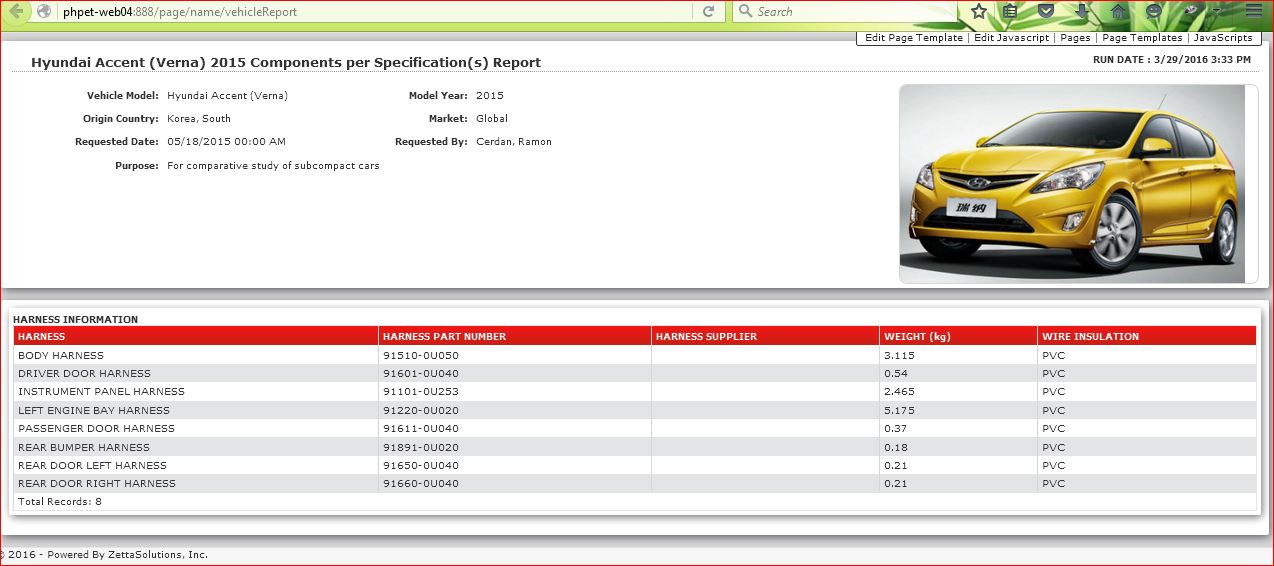 phpet-web04:888/page/name/vehicleReport
Search
Edit Page Template | Edit Javascript | Pages | Page Templates | JavaScripts
Hyundai Accent (Verna) 2015 Components per Specification(s) Report
RUN DATE : 3/29/2016 3:33 PM
Vehicle Model: Hyundai Accent (Verna) Model Year: 2015
Origin Country: Korea, South Market: Global
Requested Date: 05/18/2015 00:00 AM Requested By: Cerdan, Ramon
Purpose: For comparative study of subcompact cars
瑞纳
HARNESS INFORMATION
HARNESS HARNESS PART NUMBER HARNESS SUPPLIER WEIGHT (kg) WIRE INSULATION
BODY HARNESS 91510-0U050 3.115 PVC
DRIVER DOOR HARNESS 91601-0U040 0.54 PVC
INSTRUMENT PANEL HARNESS 91101-0U253 2.465 PVC
LEFT ENGINE BAY HARNESS 91220-0U020 5.175 PVC
PASSENGER DOOR HARNESS 91611-0U040 0.37 PVC
REAR BUMPER HARNESS 91891-0U020 0.18 PVC
REAR DOOR LEFT HARNESS 91650-0U040 0.21 PVC
REAR DOOR RIGHT HARNESS 91660-0U040 0.21 PVC
Total Records: 8
© 2016 - Powered By ZettaSolutions, Inc.